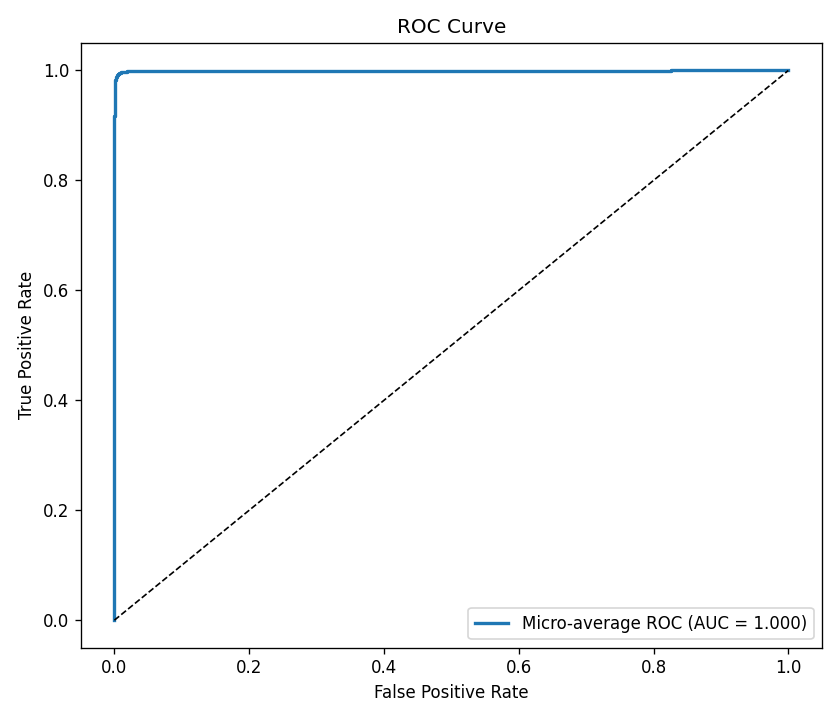 ROC Curve
1.0
0.8
0.6
0.4
0.2
0.0
True Positive Rate
Micro-average ROC (AUC = 1.000)
0.0 0.2 0.4 0.6 0.8 1.0
False Positive Rate